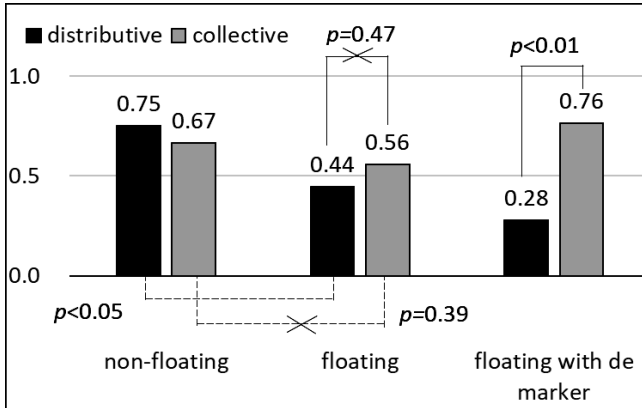 distributive collective
p=0.47
p<0.01
1.0
0.75
0.67
0.44
0.56
0.28
0.76
0.5
0.0
p<0.05
p=0.39
non-floating
floating
floating with de
marker